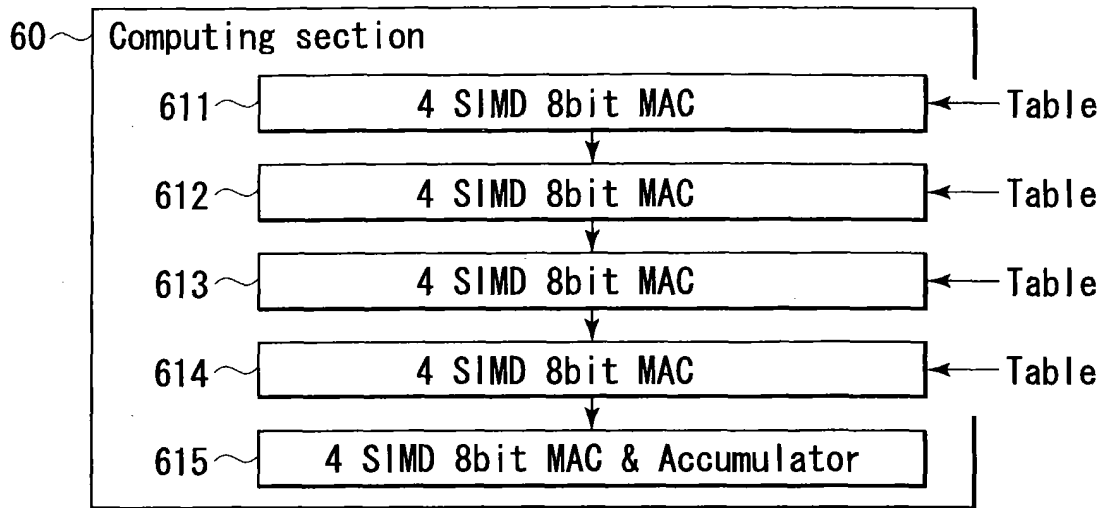 60 Computing section
611 4 SIMD 8bit MAC Table
612 4 SIMD 8bit MAC Table
613 4 SIMD 8bit MAC Table
614 4 SIMD 8bit MAC Table
615 4 SIMD 8bit MAC & Accumulator